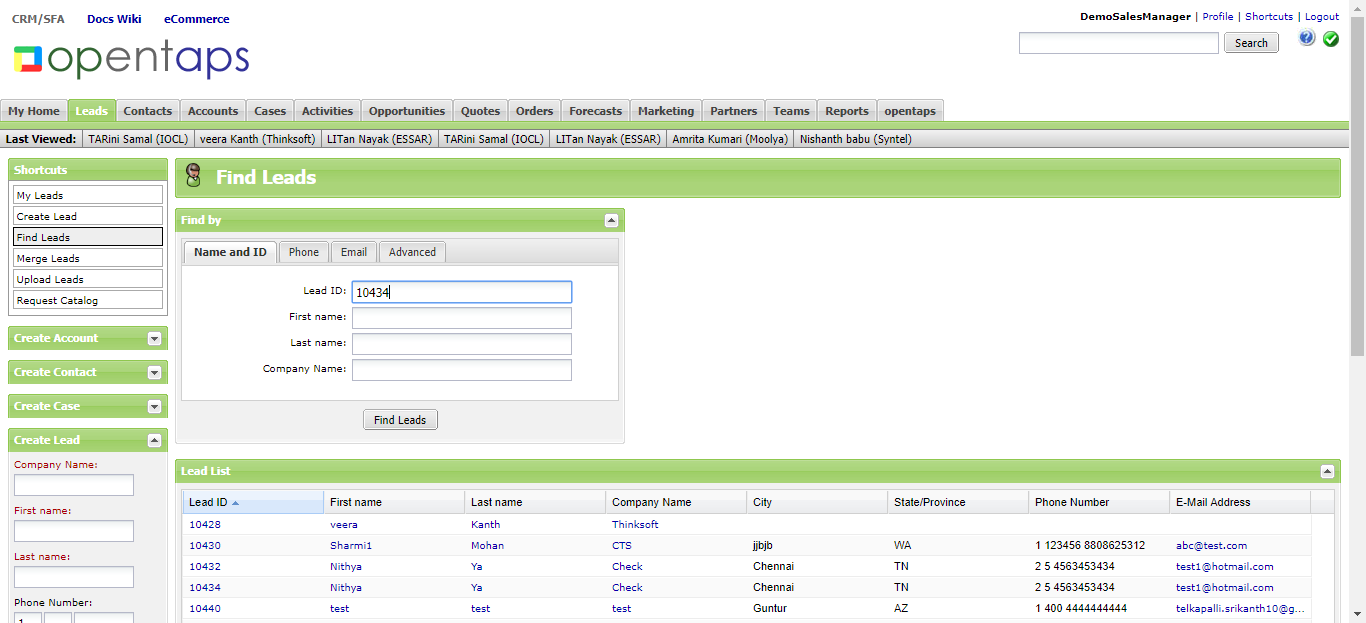 CRM/SFA Docs Wiki eCommerce
DemoSalesManager | Profile | Shortcuts | Logout
opentaps
Search
My Home Leads Contacts Accounts Cases Activities Opportunities Quotes Orders Forecasts Marketing Partners Teams Reports opentaps
Last Viewed: TARini Samal (IOCL) veera Kanth (Thinksoft) LITan Nayak (ESSAR) TARini Samal (IOCL) LITan Nayak (ESSAR) Amrita Kumari (Moolya) Nishanth babu (Syntel)
Shortcuts
My Leads
Create Lead
Find Leads
Merge Leads
Upload Leads
Request Catalog
Create Account
Create Contact
Create Case
Create Lead
Company Name:
First name:
Last name:
Phone Number:
1
Find Leads
Find by
Name and ID Phone Email Advanced
Lead ID: 10434
First name:
Last name:
Company Name:
Find Leads
Lead List
Lead ID First name Last name Company Name City State/Province Phone Number E-Mail Address
10428 veera Kanth Thinksoft
10430 Sharmi1 Mohan CTS jjbjb WA 1 123456 8808625312 abc@test.com
10432 Nithya Ya Check Chennai TN 2 5 4563453434 test1@hotmail.com
10434 Nithya Ya Check Chennai TN 2 5 4563453434 test1@hotmail.com
10440 test test test Guntur AZ 1 400 4444444444 telkapalli.srikanth10@g...